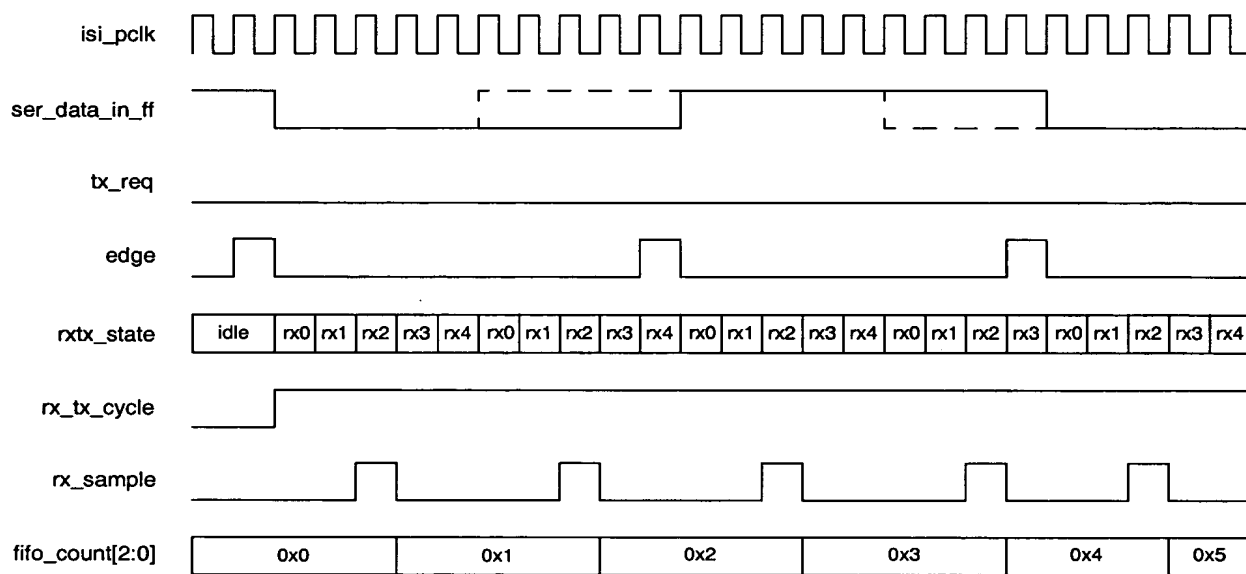 isi_pclk
ser_data_in_ff
tx_req
edge
rxtx_state idle rx0 rx1 rx2 rx3 rx4 rx0 rx1 rx2 rx3 rx4 rx0 rx1 rx2 rx3 rx4 rx0 rx1 rx2 rx3 rx0 rx1 rx2 rx3 rx4
rx_tx_cycle
rx_sample
fifo_count[2:0] 0x0 0x1 0x2 0x3 0x4 0x5